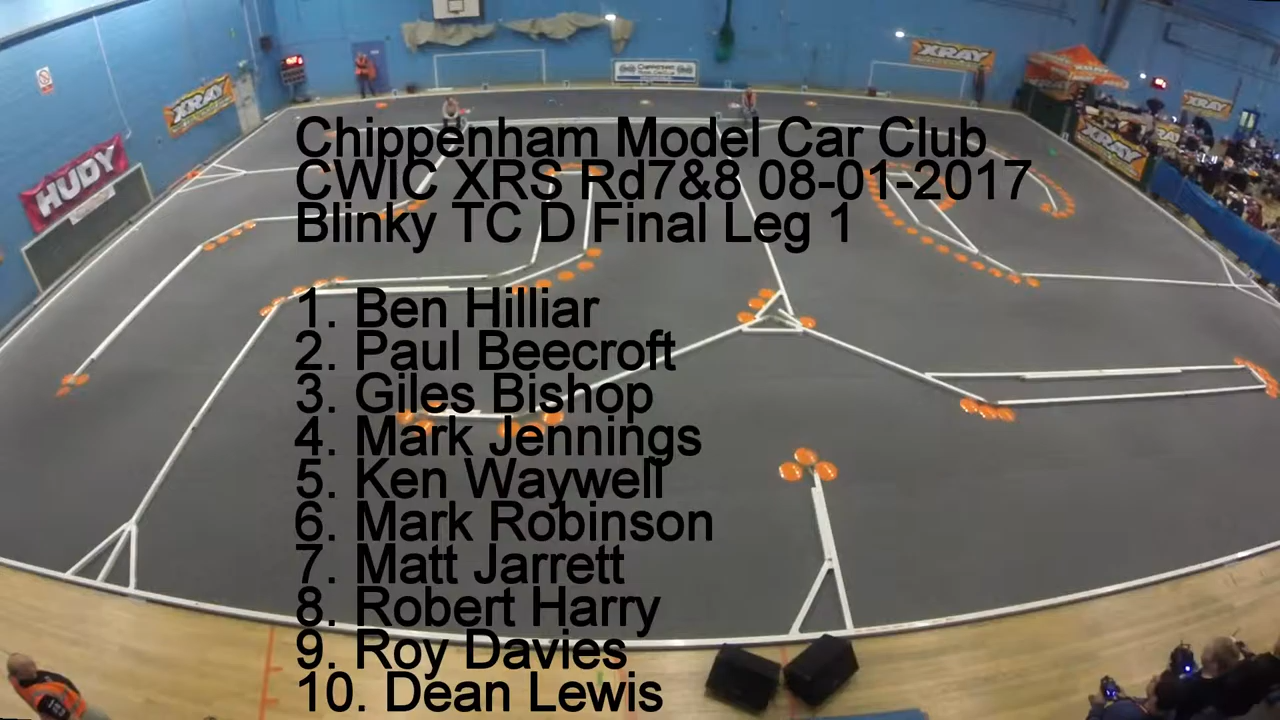 Chippenham Model Car Club
CWIC XRS Rd7&8 08-01-2017
Blinky TC D Final Leg 1
1. Ben Hilliar
2. Paul Beecroft
3. Giles Bishop
4. Mark Jennings
5. Ken Waywell
6. Mark Robinson
7. Matt Jarrett
8. Robert Harry
9. Roy Davies
10. Dean Lewis
XRAY
HUDY
XRAY
XRAY
XRAY